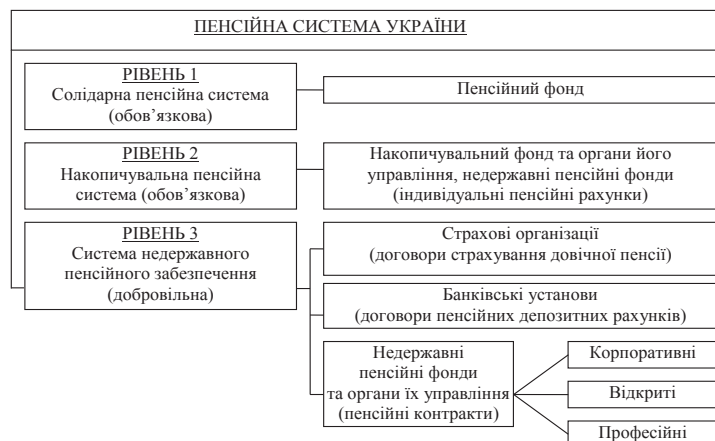 ПЕНСІЙНА СИСТЕМА УКРАЇНИ
РІВЕНЬ 1
Солідарна пенсійна система
(обов’язкова)
Пенсійний фонд
РІВЕНЬ 2
Накопичувальна пенсійна
система (обов’язкова)
Накопичувальний фонд та органи його
управління, недержавні пенсійні фонди
(індивідуальні пенсійні рахунки)
РІВЕНЬ 3
Система недержавного
пенсійного забезпечення
(добровільна)
Страхові організації
(договори страхування довічної пенсії)
Банківські установи
(договори пенсійних депозитних рахунків)
Недержавні
пенсійні фонди
та органи їх управління
(пенсійні контракти)
Корпоративні
Відкриті
Професійні